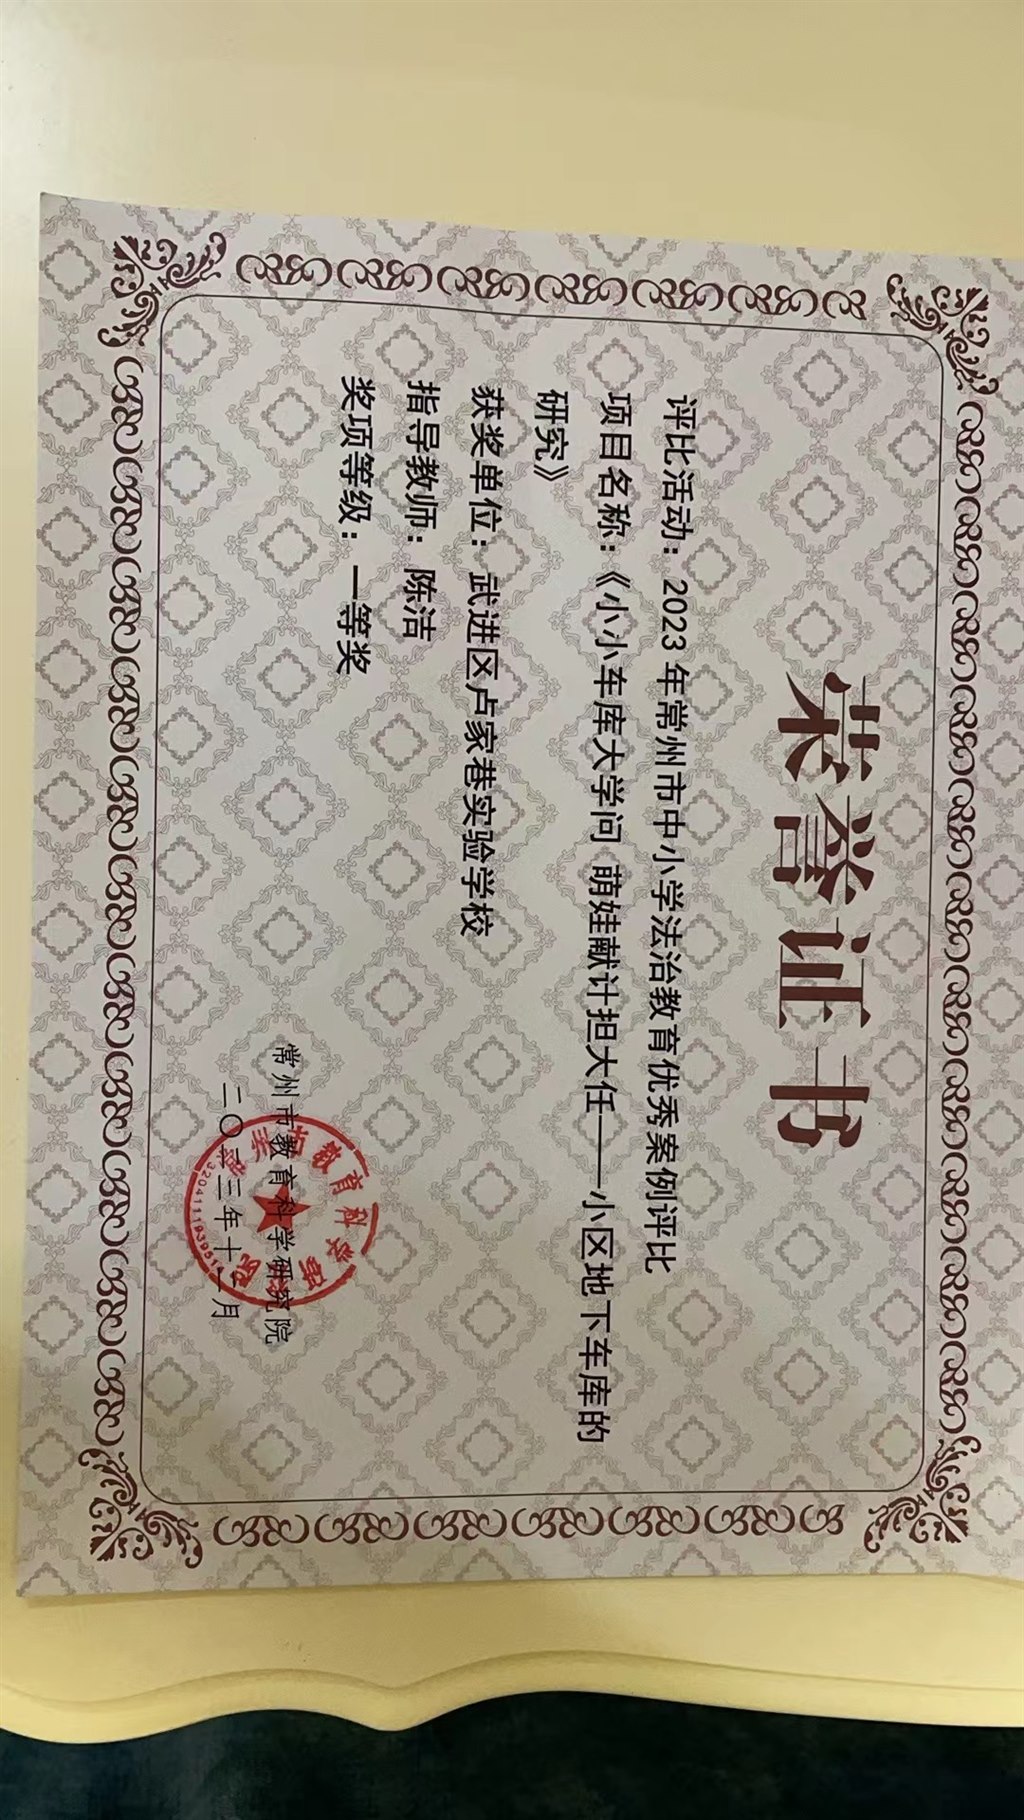 荣誉证书
评比活动：2023年常州市中小学法治教育优秀案例评比
项目名称：《小小车库大学问 萌娃献计担大任——小区地下车库的
研究》
获奖单位：武进区卢家巷实验学校
指导教师：陈洁
奖项等级：一等奖
常州市教育科学研究院
二〇二三年十一月